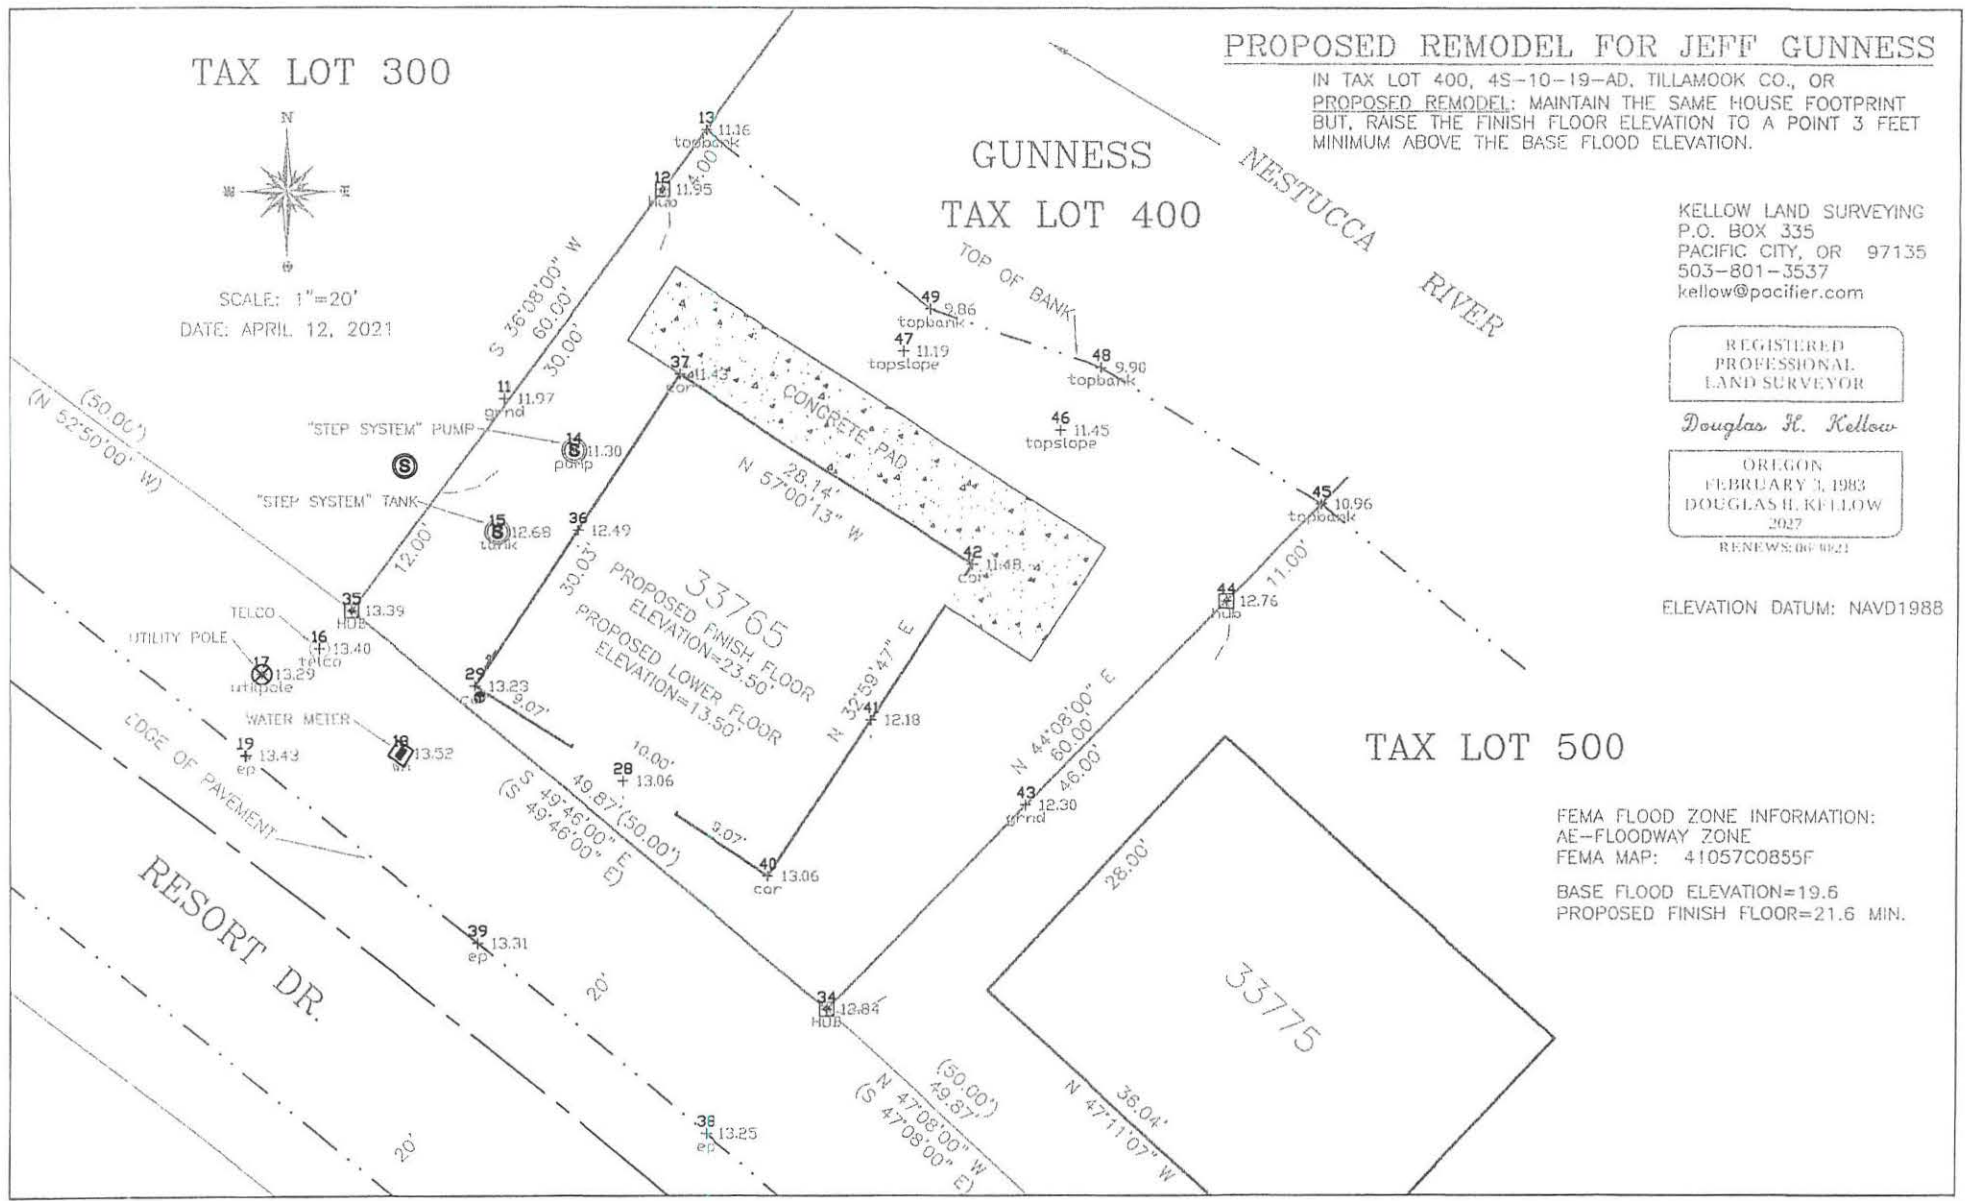 PROPOSED REMODEL FOR JEFF GUNNESS
IN TAX LOT 400, 4S-10-19-AD, TILLAMOOK CO., OR
PROPOSED REMODEL: MAINTAIN THE SAME HOUSE FOOTPRINT
BUT, RAISE THE FINISH FLOOR ELEVATION TO A POINT 3 FEET
MINIMUM ABOVE THE BASE FLOOD ELEVATION.
KELLOW LAND SURVEYING
P.O. BOX 335
PACIFIC CITY, OR 97135
503-801-3537
kellow@pacifier.com
REGISTERED
PROFESSIONAL
LAND SURVEYOR
Douglas H. Kellow
OREGON
FEBRUARY 3, 1983
DOUGLAS H. KELLOW
2027
RENEWS:
ELEVATION DATUM: NAVD1988
TAX LOT 300
N
W
E
S
SCALE: 1"=20'
DATE: APRIL 12, 2021
GUNNESS
TAX LOT 400
NESTUCCA
RIVER
TOP OF BANK
13
11.16
topbank
4.00'
12
11.95
hub
S 36°08'00" W
60.00'
30.00'
49
9.86
topbank
47
11.19
topslope
48
9.90
topbank
46
11.45
topslope
45
10.96
topbank
11.00'
44
12.76
hub
37
11.43
cor
CONCRETE PAD
11
11.97
grnd
"STEP SYSTEM" PUMP
14
S
11.30
pump
S
"STEP SYSTEM" TANK
15
S
12.68
tank
12.00'
(50.00')
(N 52°50'00" W)
28.14'
N 57°00'13" W
42
11.48
cor
36
12.49
30.03'
33765
PROPOSED FINISH FLOOR
ELEVATION=23.50'
PROPOSED LOWER FLOOR
ELEVATION=13.50'
N 32°59'47" E
41
12.18
35
13.39
HUB
TELCO
16
13.40
telco
UTILITY POLE
17
13.29
utilpole
29
13.23
cor
9.07'
10.00'
28
13.06
9.07'
40
13.06
cor
WATER METER
18
13.52
wm
19
13.43
ep
EDGE OF PAVEMENT
49.87'(50.00')
S 49°46'00" E
(S 49°46'00" E)
N 44°08'00" E
60.00'
46.00'
43
12.30
grnd
TAX LOT 500
FEMA FLOOD ZONE INFORMATION:
AE-FLOODWAY ZONE
FEMA MAP: 41057C0855F
BASE FLOOD ELEVATION=19.6
PROPOSED FINISH FLOOR=21.6 MIN.
28.00'
33775
36.04'
N 47°11'07" W
RESORT DR.
39
13.31
ep
20'
34
12.84
HUB
(50.00')
49.87'
N 47°08'00" W
(S 47°08'00" E)
38
13.25
ep
20'